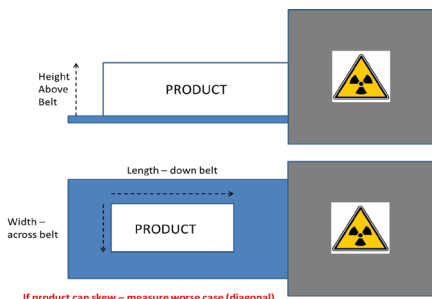 Height
Above
Belt
PRODUCT
Length – down belt
Width –
across belt
PRODUCT
If product can skew – measure worse case (diagonal)